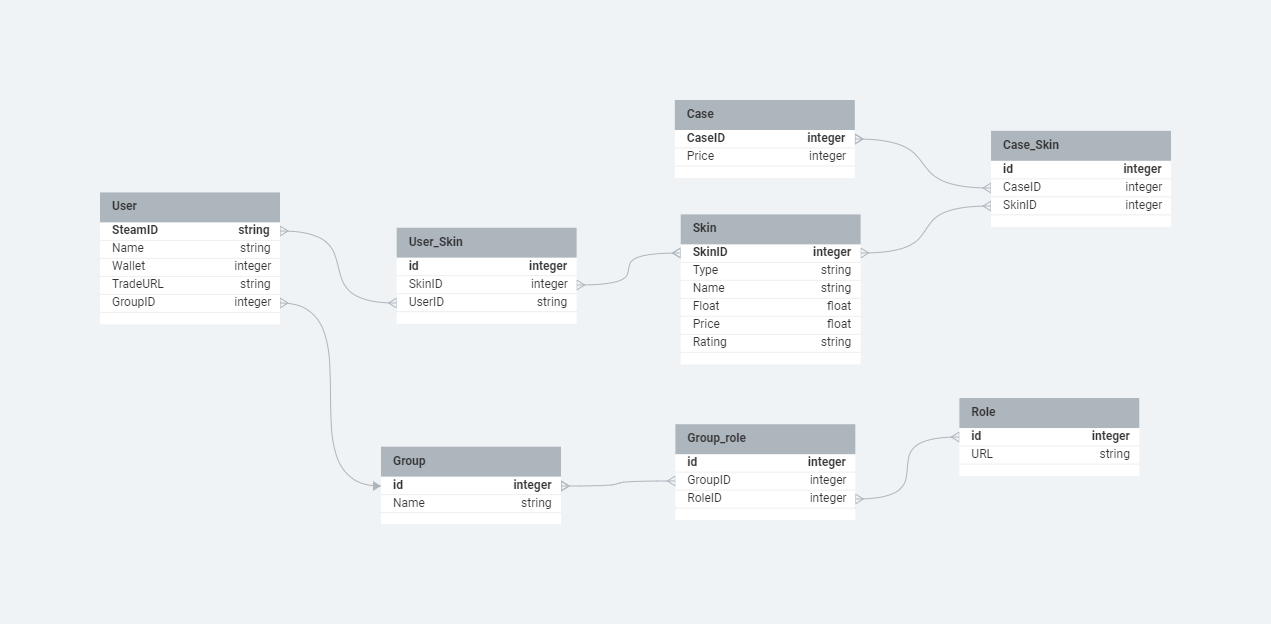 Case
CaseID integer
Price integer
Case_Skin
id integer
CaseID integer
SkinID integer
User
SteamID string
Name string
Wallet integer
TradeURL string
GroupID integer
User_Skin
id integer
SkinID integer
UserID string
Skin
SkinID integer
Type string
Name string
Float float
Price float
Rating string
Group
id integer
Name string
Group_role
id integer
GroupID integer
RoleID integer
Role
id integer
URL string